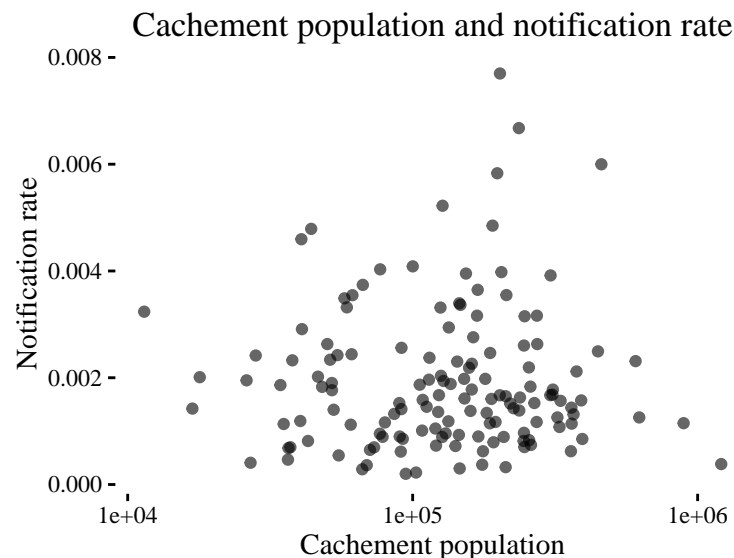 Cachement population and notification rate
0.008
0.006
0.004
0.002
0.000
Notification rate
1e+04
1e+05
1e+06
Cachement population